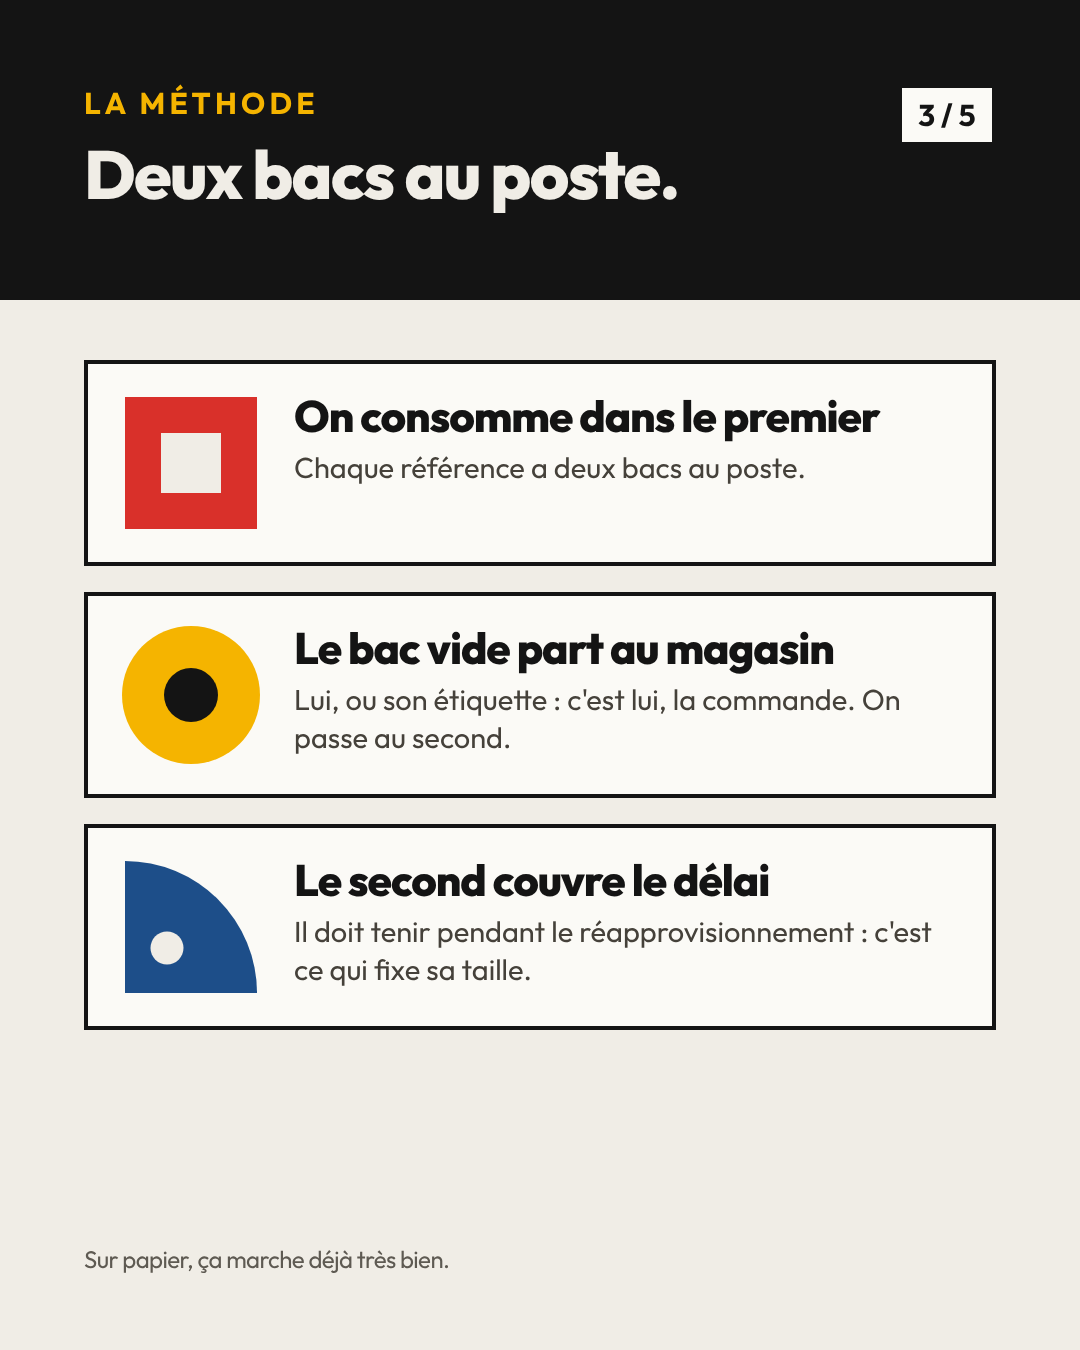 LA MÉTHODE
3 / 5
Deux bacs au poste.
On consomme dans le premier
Chaque référence a deux bacs au poste.
Le bac vide part au magasin
Lui, ou son étiquette : c'est lui, la commande. On
passe au second.
Le second couvre le délai
Il doit tenir pendant le réapprovisionnement : c'est
ce qui fixe sa taille.
Sur papier, ça marche déjà très bien.